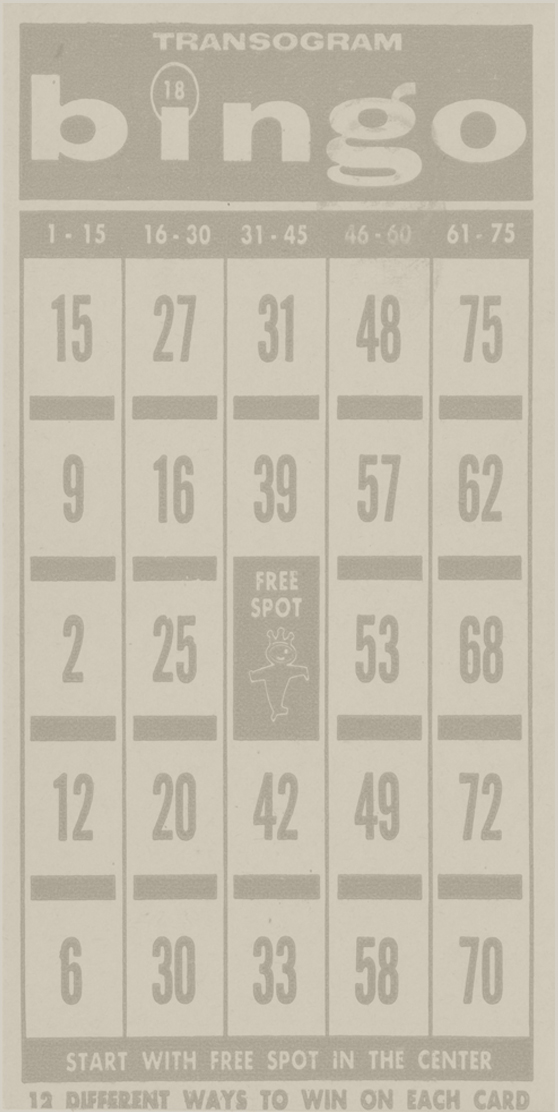 TRANSOGRAM
bingo
18
1 - 15 16 - 30 31 - 45 46 - 60 61 - 75
15 27 31 48 75
9 16 39 57 62
FREE
SPOT
2 25 53 68
12 20 42 49 72
6 30 33 58 70
START WITH FREE SPOT IN THE CENTER
12 DIFFERENT WAYS TO WIN ON EACH CARD